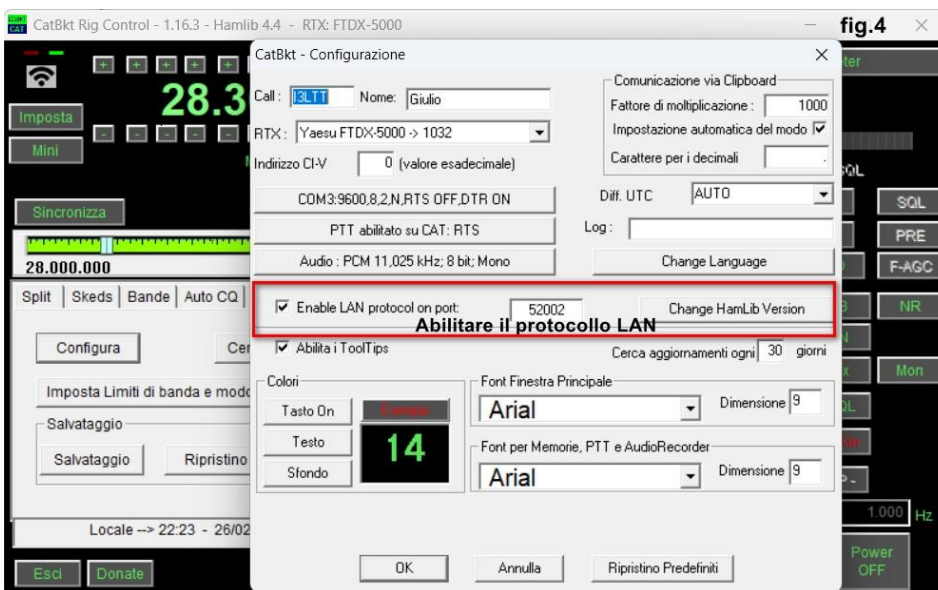 CatBkt Rig Control - 1.16.3 - Hamlib 4.4 - RTX: FTDX-5000
fig.4
CatBkt - Configurazione
Call : I3LTT Nome: Giulio
RTX : Yaesu FTDX-5000 -> 1032
Indirizzo CI-V 0 (valore esadecimale)
COM3:9600,8,2,N,RTS OFF,DTR ON
PTT abilitato su CAT: RTS
Audio : PCM 11,025 kHz; 8 bit; Mono
Comunicazione via Clipboard
Fattore di moltiplicazione : 1000
Impostazione automatica del modo
Carattere per i decimali .
Diff. UTC AUTO
Log :
Change Language
Enable LAN protocol on port: 52002 Change HamLib Version
Abilitare il protocollo LAN
Abilita i ToolTips
Cerca aggiornamenti ogni 30 giorni
Colori
Tasto On
Testo
Sfondo
14
Font Finestra Principale
Arial Dimensione 9
Font per Memorie, PTT e AudioRecorder
Arial Dimensione 9
OK Annulla Ripristino Predefiniti
Imposta
28.3
Mini
Sincronizza
28.000.000
Split Skeds Bande Auto CQ
Configura Cer
Imposta Limiti di banda e modo
Salvataggio
Salvataggio Ripristino
Locale --> 22:23 - 26/02
Esci Donate
SQL
PRE
F-AGC
NR
Mon
1.000 Hz
Power
OFF